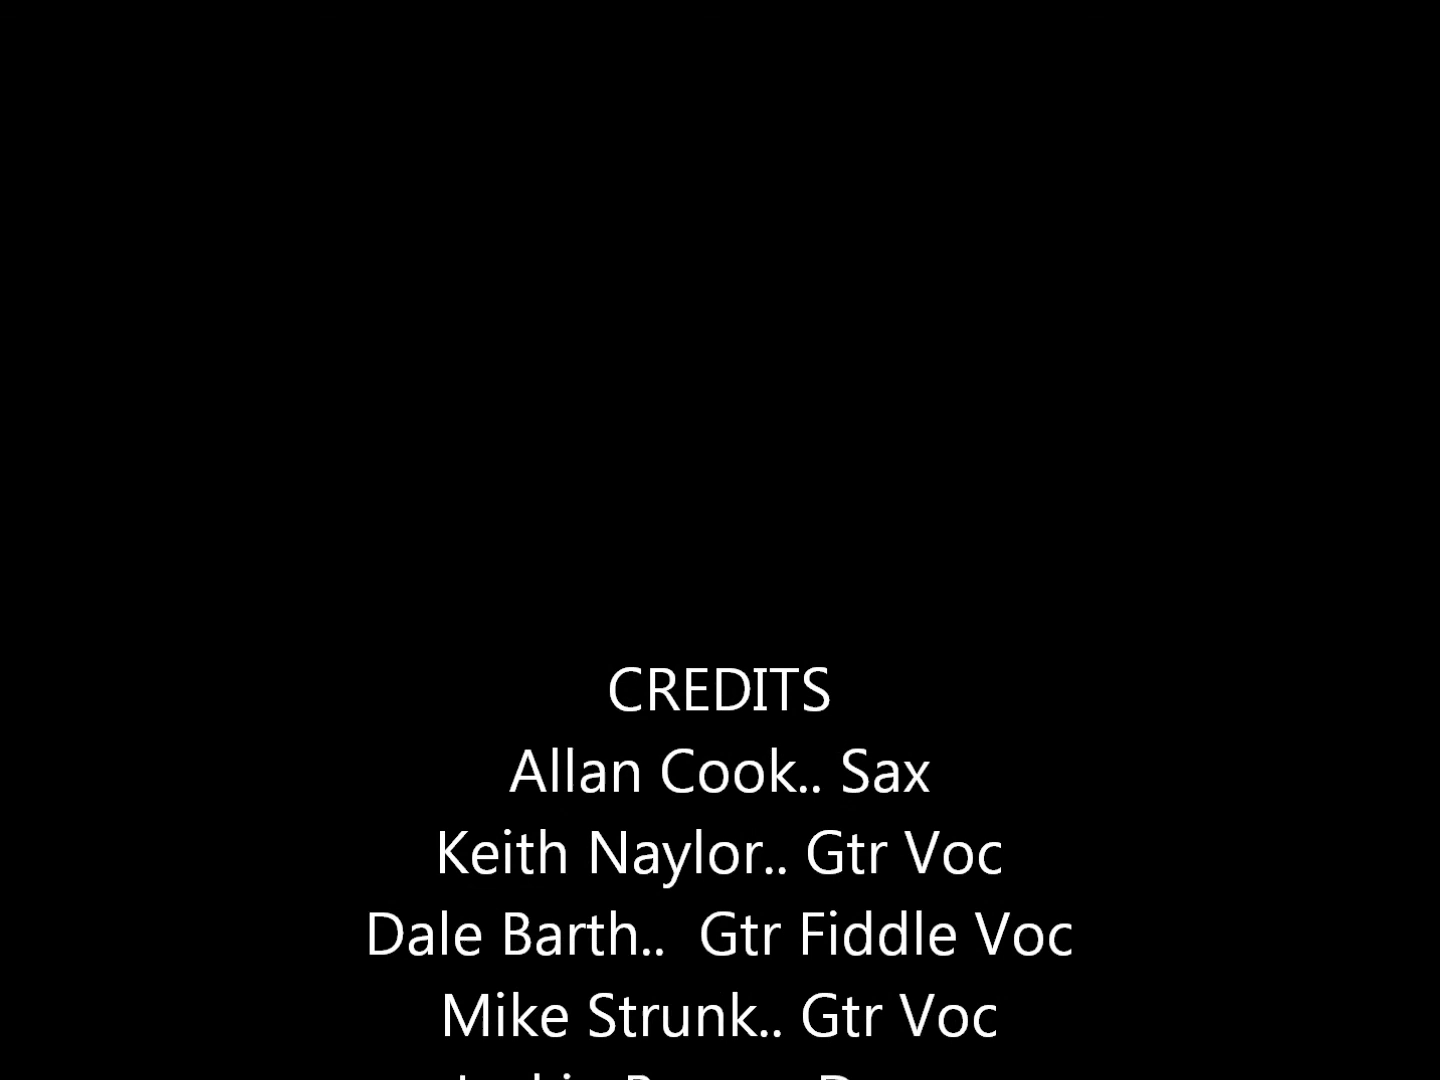 CREDITS
Allan Cook.. Sax
Keith Naylor.. Gtr Voc
Dale Barth..  Gtr Fiddle Voc
Mike Strunk.. Gtr Voc